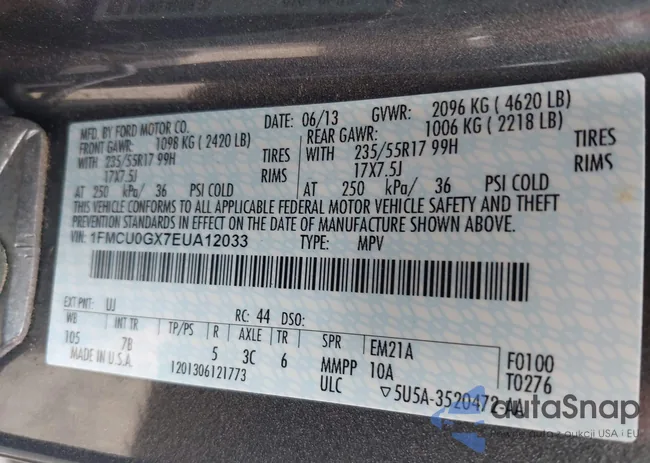 MFD. BY FORD MOTOR CO.
DATE: 06/13 GVWR: 2096 KG ( 4620 LB)
FRONT GAWR: 1098 KG ( 2420 LB)
REAR GAWR: 1006 KG ( 2218 LB)
WITH 235/55R17 99H TIRES
WITH 235/55R17 99H TIRES
17X7.5J RIMS
17X7.5J RIMS
AT 250 kPa/ 36 PSI COLD
AT 250 kPa/ 36 PSI COLD
THIS VEHICLE CONFORMS TO ALL APPLICABLE FEDERAL MOTOR VEHICLE SAFETY AND THEFT
PREVENTION STANDARDS IN EFFECT ON THE DATE OF MANUFACTURE SHOWN ABOVE.
VIN: 1FMCU0GX7EUA12033 TYPE: MPV
EXT PNT: UJ RC: 44 DSO:
WB INT TR TP/PS R AXLE TR SPR EM21A F0100
105 7B 5 3C 6 MMPP 10A T0276
MADE IN U.S.A. 1201306121773 ULC ▽5U5A-3520472-AA
autoSnap
aukcji USA i EU